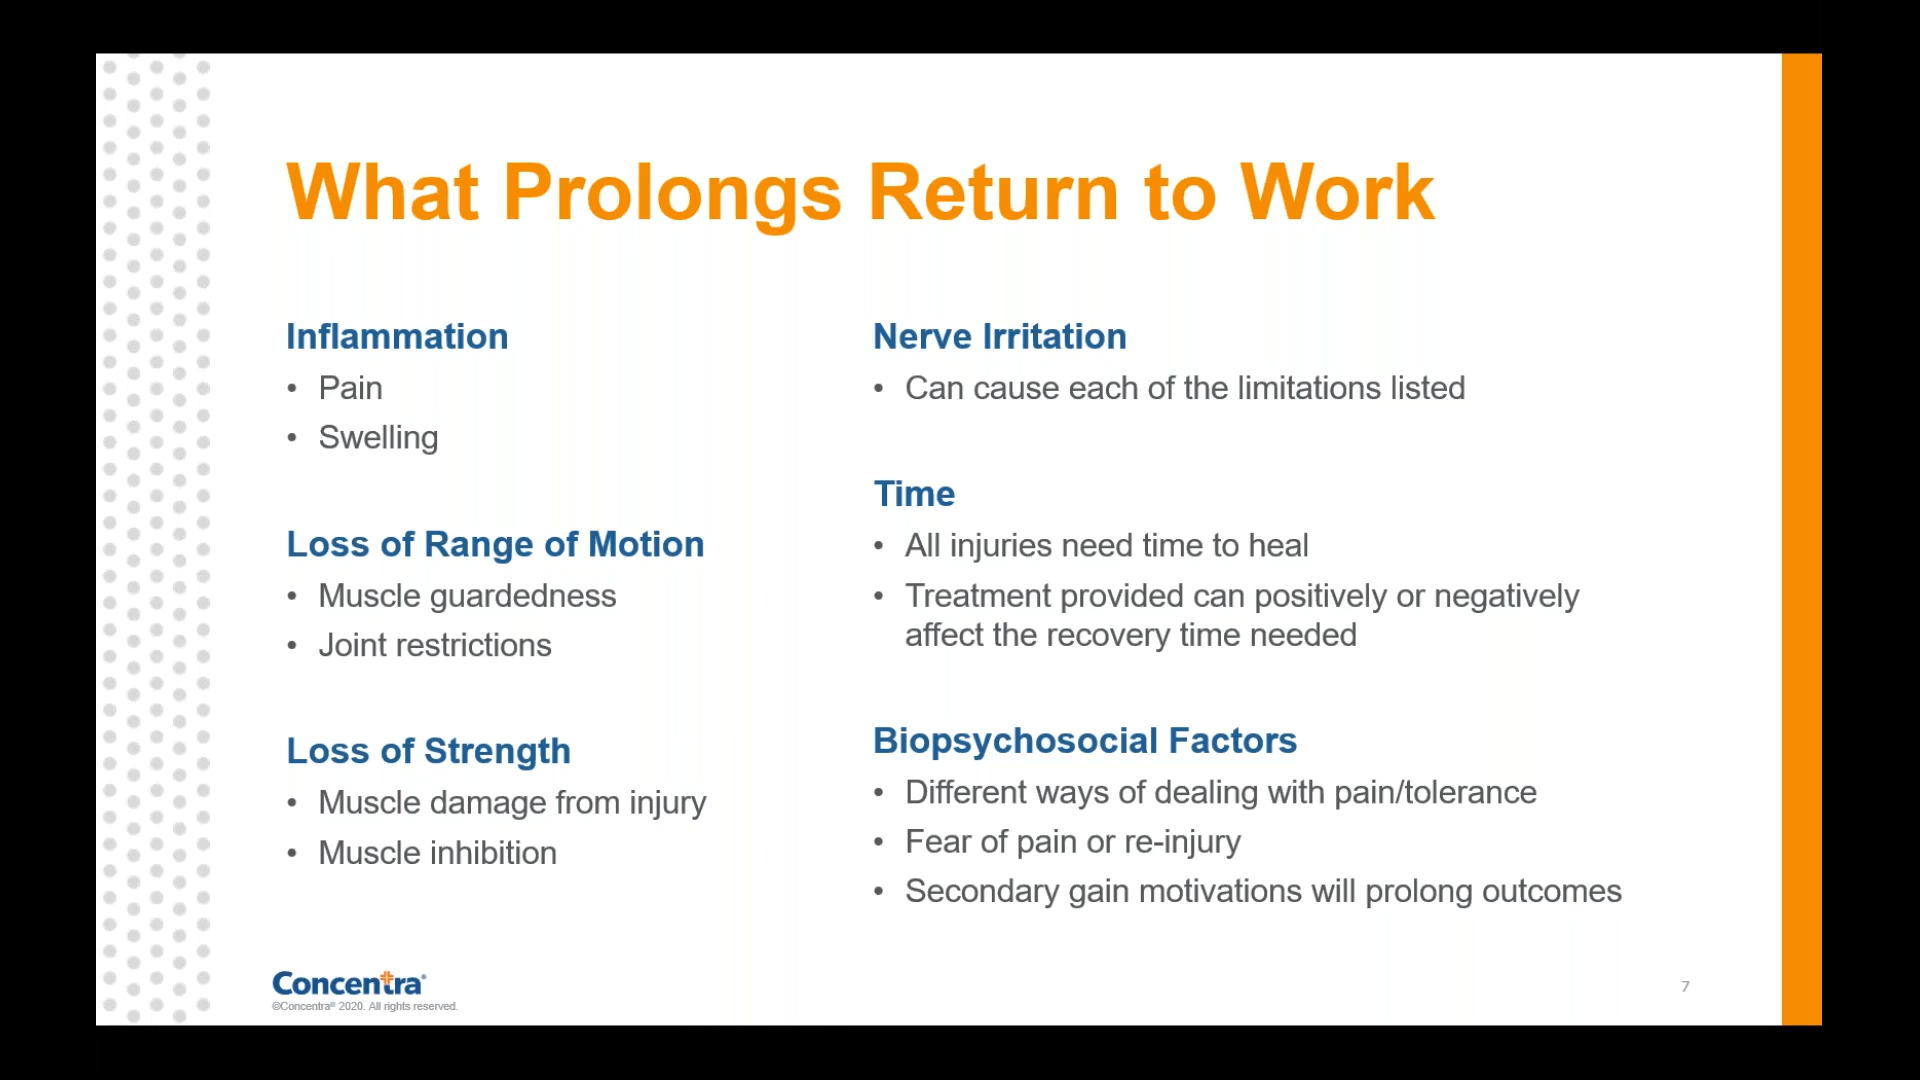 What Prolongs Return to Work
Inflammation
• Pain
• Swelling
Loss of Range of Motion
• Muscle guardedness
• Joint restrictions
Loss of Strength
• Muscle damage from injury
• Muscle inhibition
Nerve Irritation
• Can cause each of the limitations listed
Time
• All injuries need time to heal
• Treatment provided can positively or negatively
affect the recovery time needed
Biopsychosocial Factors
• Different ways of dealing with pain/tolerance
• Fear of pain or re-injury
• Secondary gain motivations will prolong outcomes
Concentra®
©Concentra® 2020. All rights reserved.
7